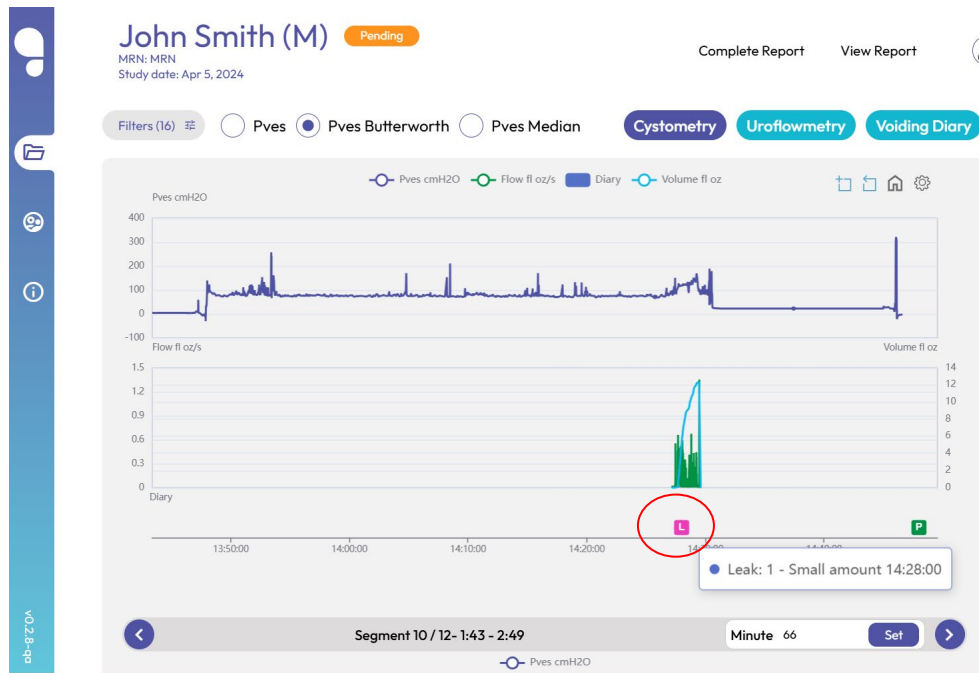 John Smith (M) Pending
MRN: MRN
Study date: Apr 5, 2024
Complete Report View Report
Filters (16) Pves Pves Butterworth Pves Median Cystometry Uroflowmetry Voiding Diary
Pves cmH2O Flow fl oz/s Diary Volume fl oz
Pves cmH2O
400
300
200
100
0
-100
Flow fl oz/s Volume fl oz
1.5 14
1.2 12
10
0.9 8
0.6 6
4
0.3 2
0 0
Diary
L P
13:50:00 14:00:00 14:10:00 14:20:00
Leak: 1 - Small amount 14:28:00
Segment 10 / 12- 1:43 - 2:49 Minute 66 Set
Pves cmH2O
v0.2.8-qa